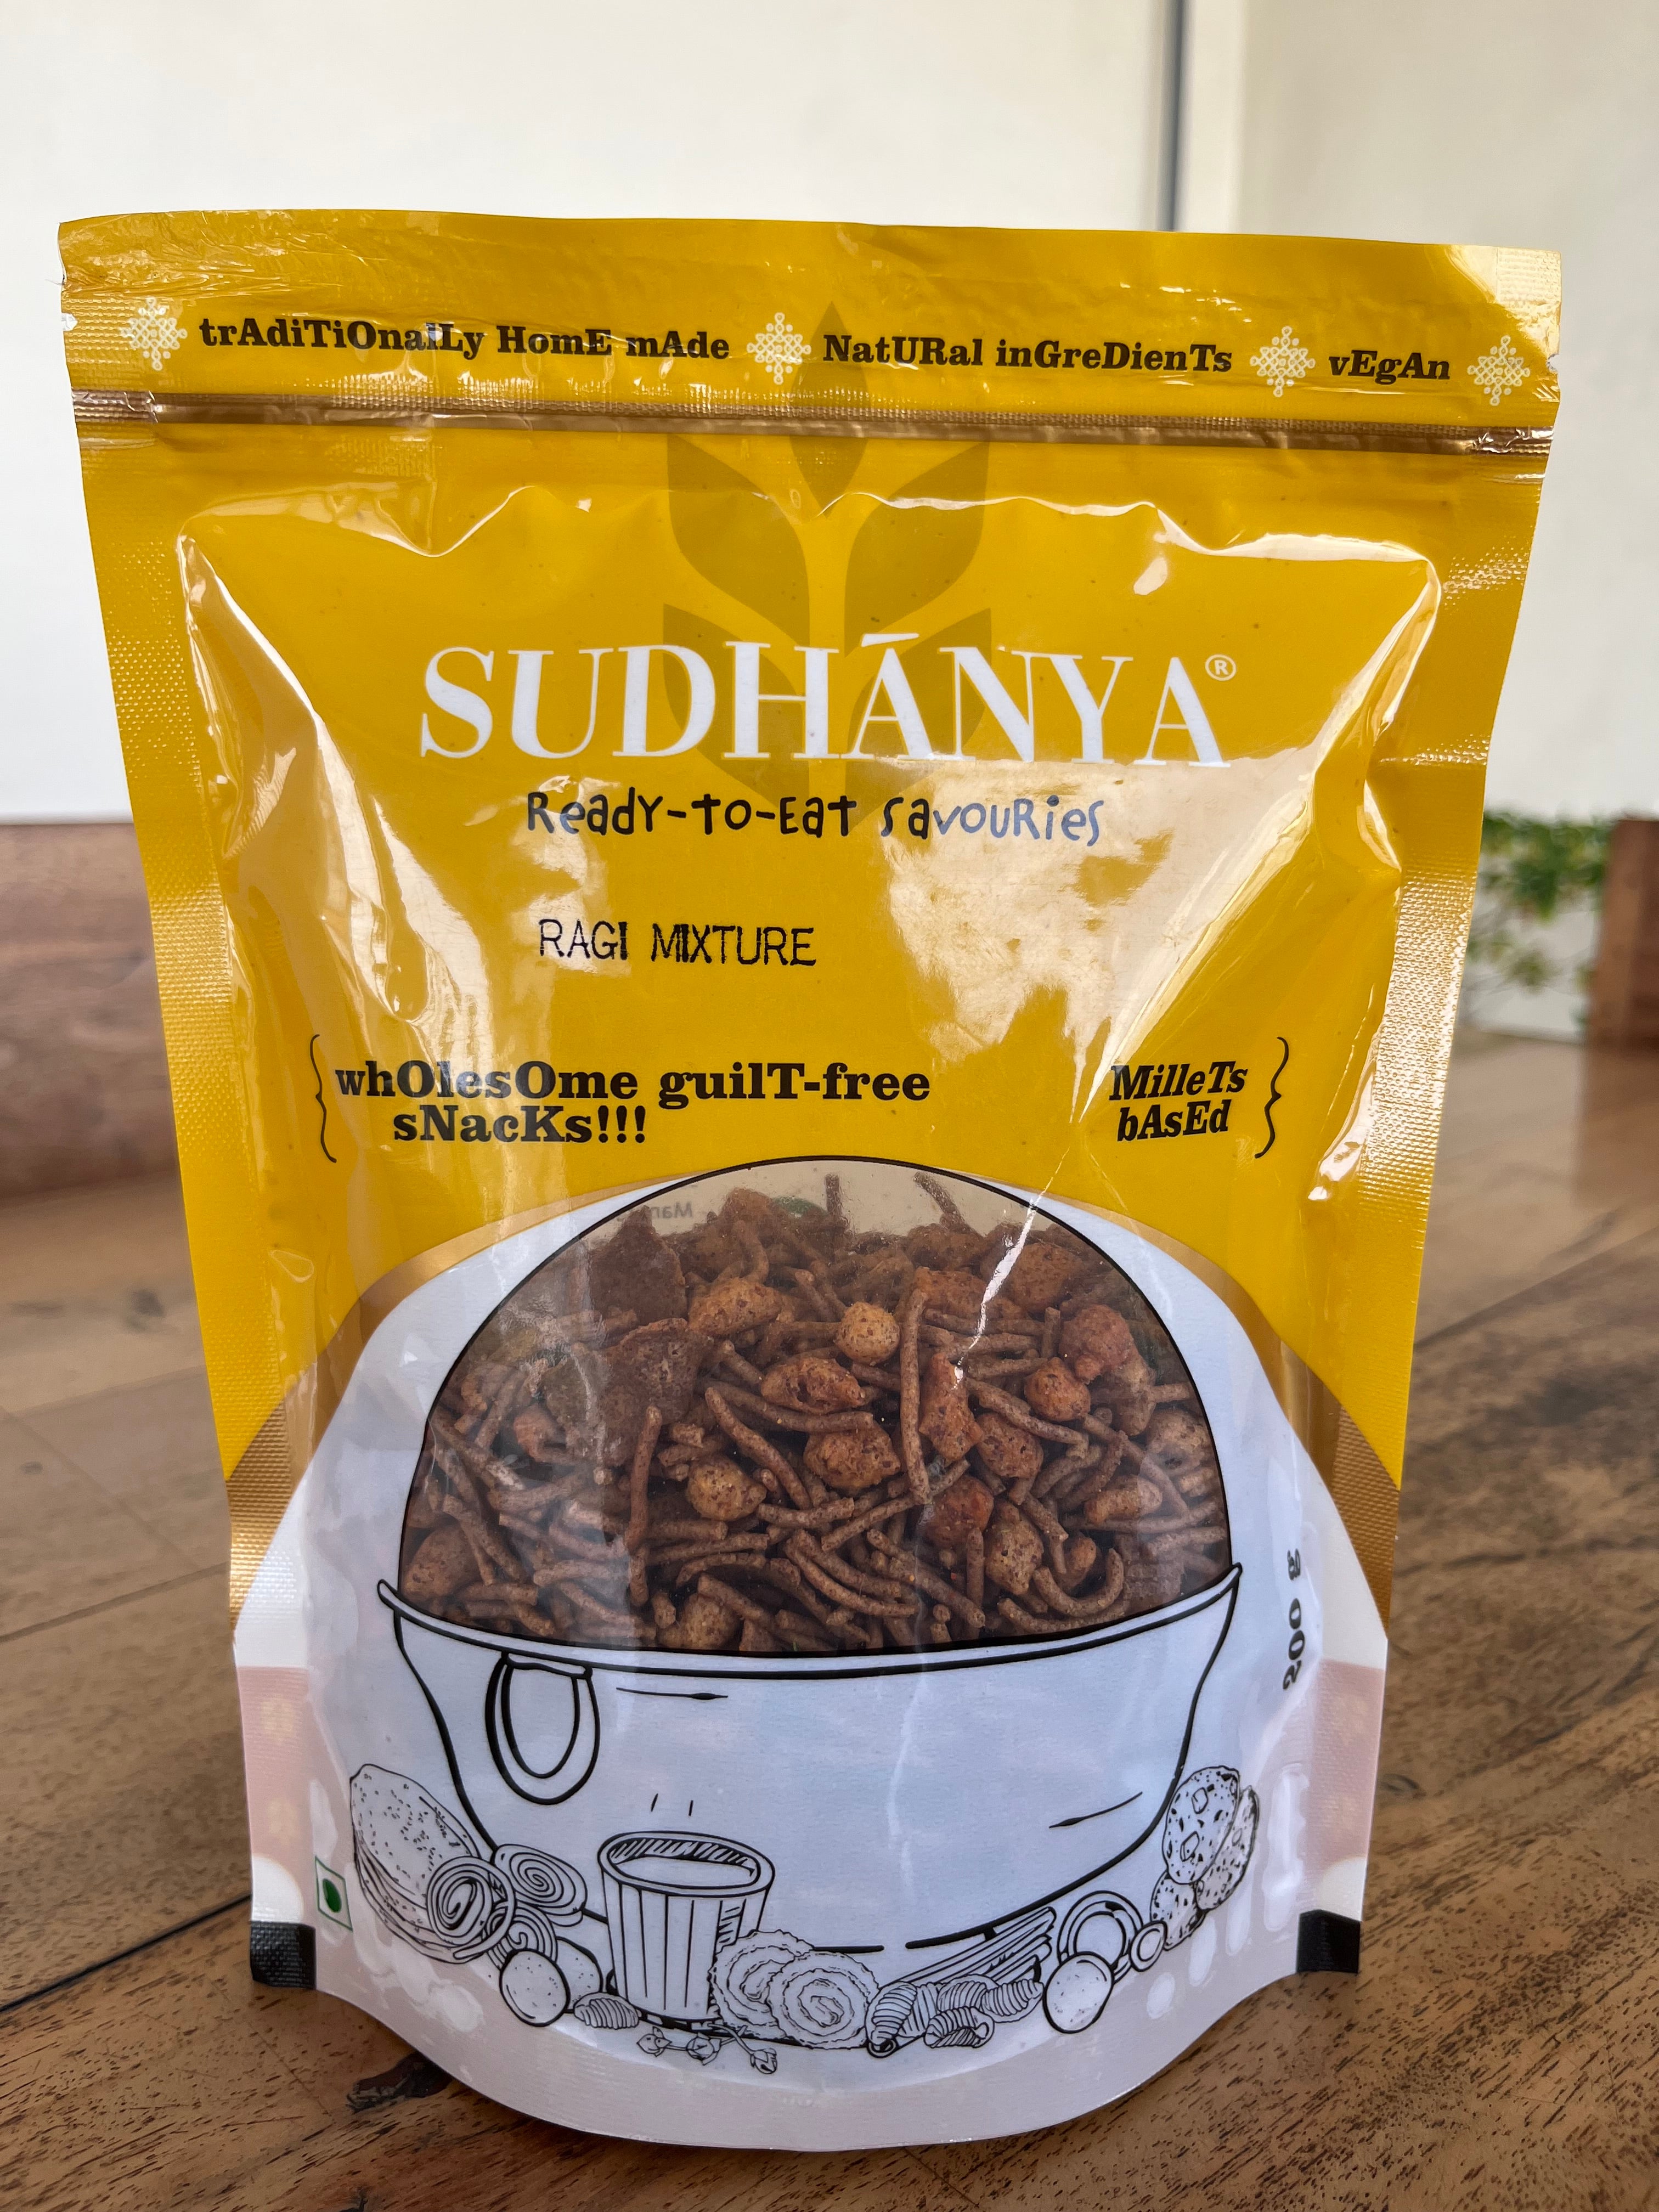 trAdiTiOnalLy HomE mAde NatURal inGreDienTs vEgAn
SUDHĀNYA®
ReadY-To-Eat SavouRies
RAGI MIXTURE
whOlesOme guilT-free
sNacKs!!!
MilleTs
bAsEd
200 g